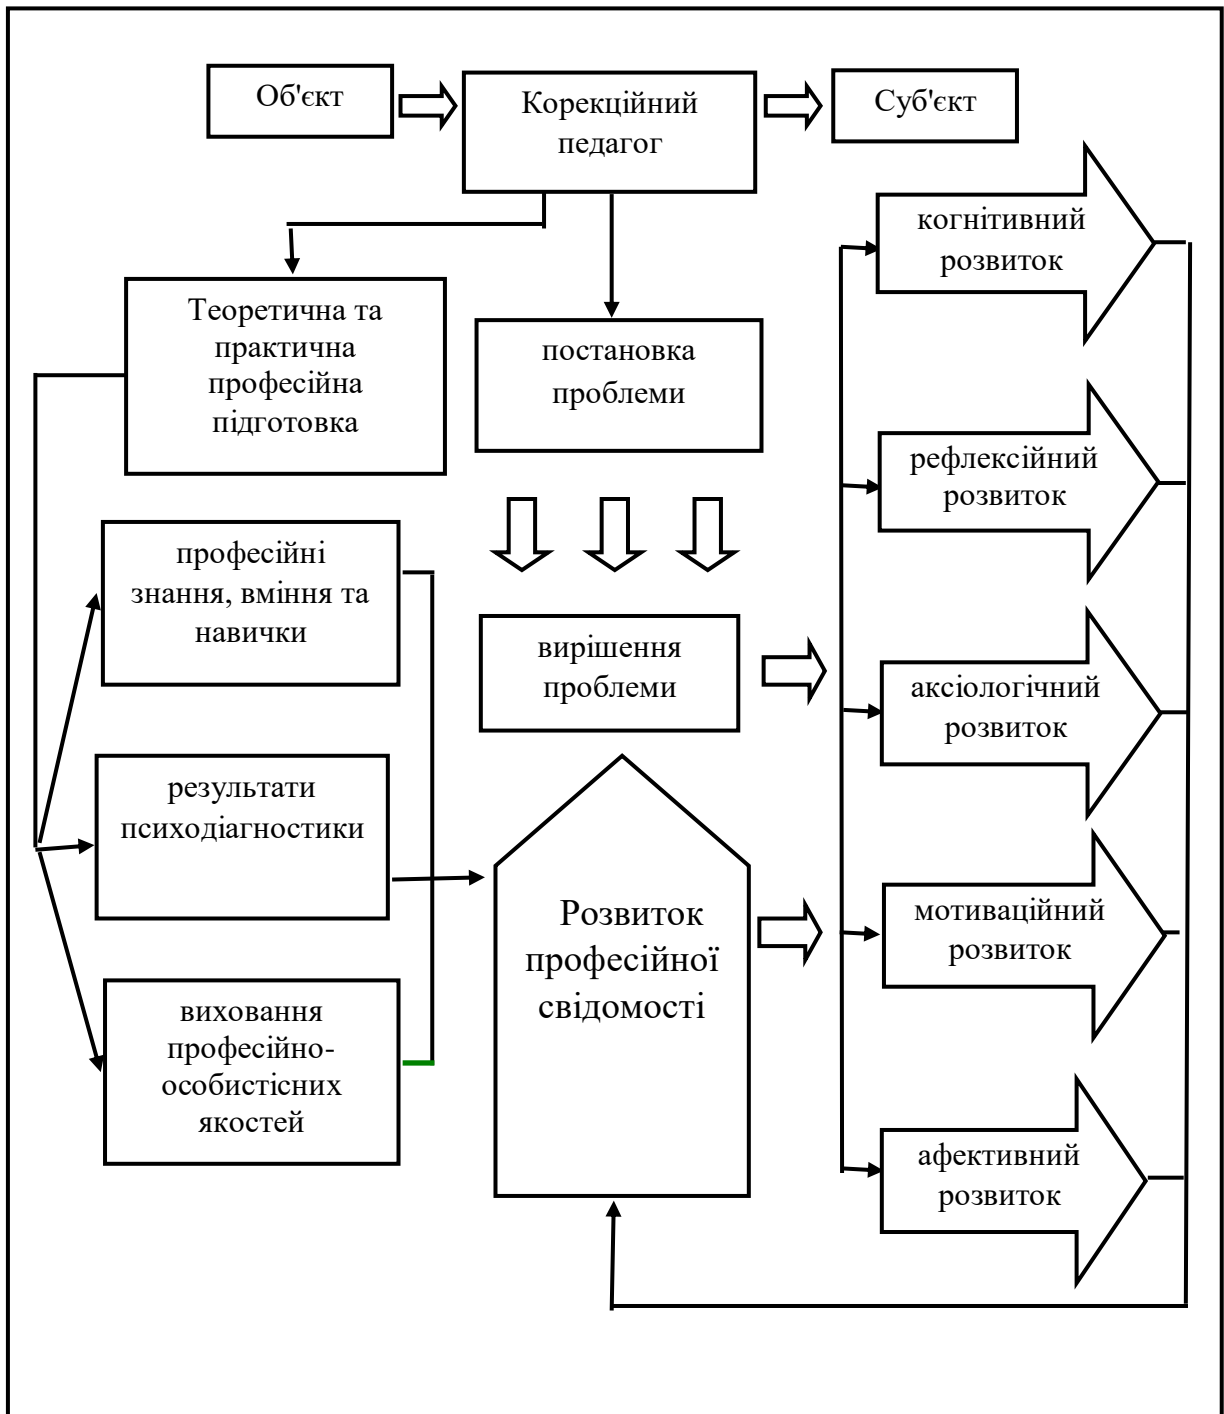 Об'єкт
Корекційний
педагог
Суб'єкт
Теоретична та
практична
професійна
підготовка
постановка
проблеми
професійні
знання, вміння та
навички
результати
психодіагностики
виховання
професійно-
особистісних
якостей
вирішення
проблеми
Розвиток
професійної
свідомості
когнітивний
розвиток
рефлексійний
розвиток
аксіологічний
розвиток
мотиваційний
розвиток
афективний
розвиток